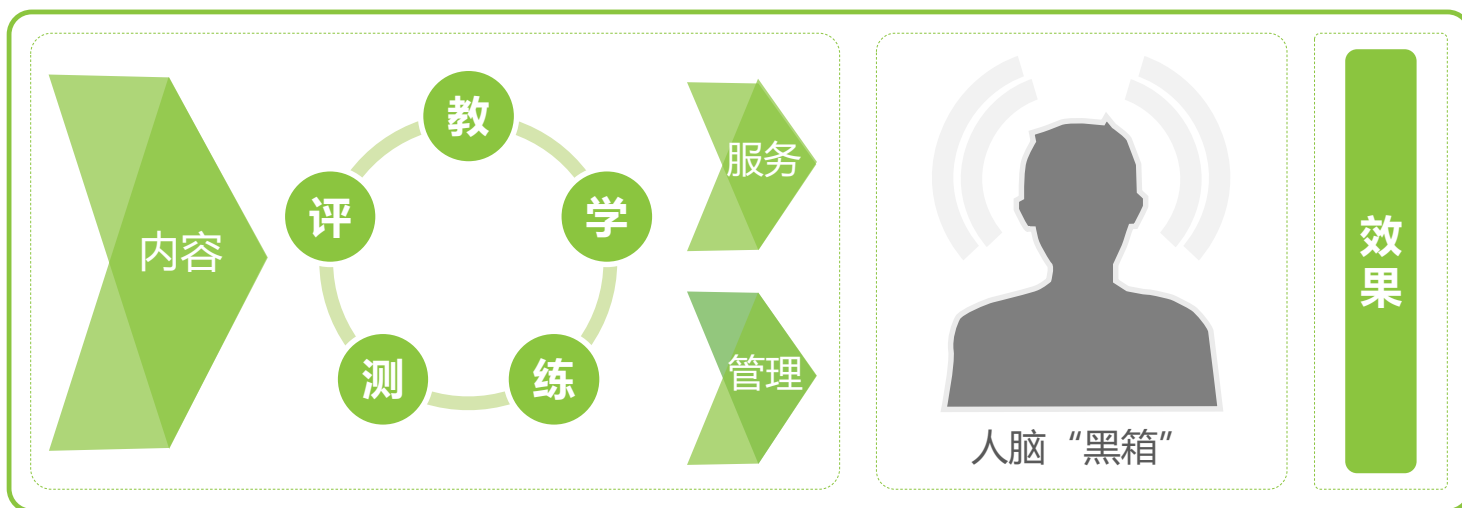 内容
教
学
练
测
评
服务
管理
人脑“黑箱”
效果